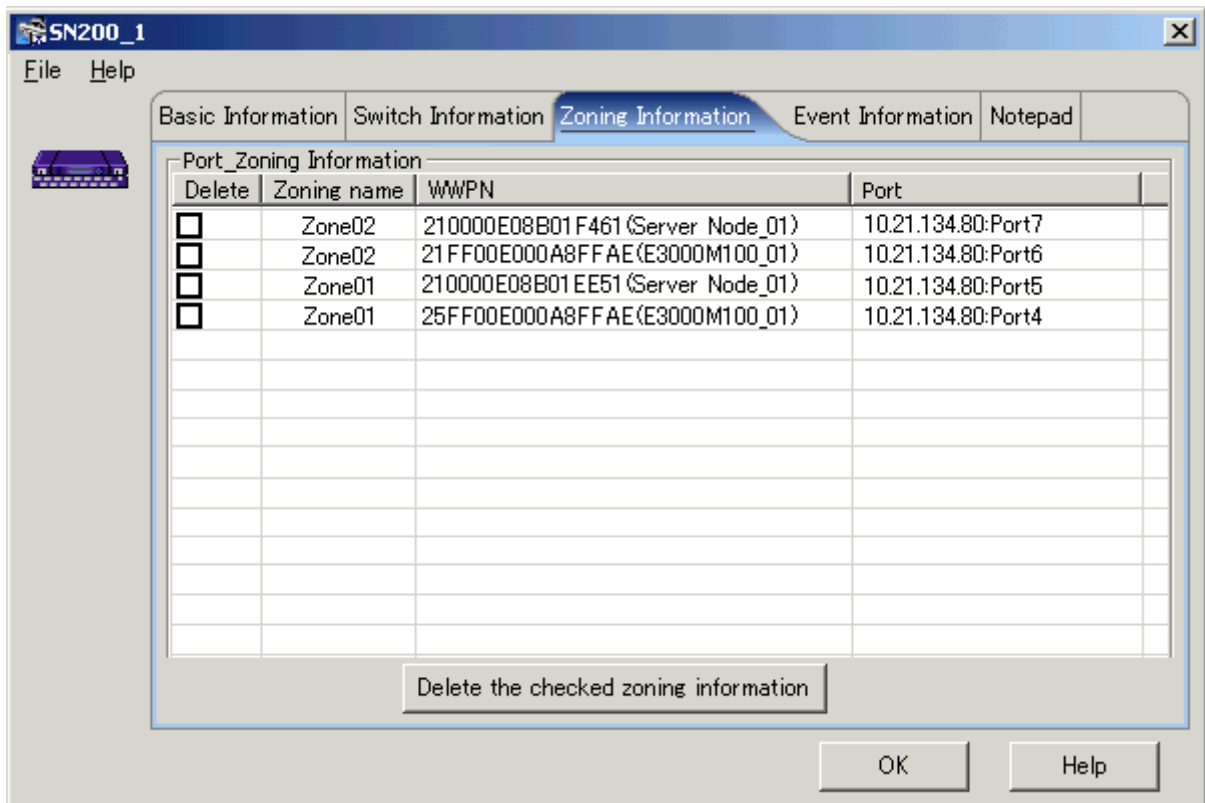 SN200_1
File Help
Basic Information Switch Information Zoning Information Event Information Notepad
Port_Zoning Information
Delete Zoning name WWPN Port
Zone02 210000E08B01F461(Server Node_01) 10.21.134.80:Port7
Zone02 21FF00E000A8FFAE(E3000M100_01) 10.21.134.80:Port6
Zone01 210000E08B01EE51(Server Node_01) 10.21.134.80:Port5
Zone01 25FF00E000A8FFAE(E3000M100_01) 10.21.134.80:Port4
Delete the checked zoning information
OK Help